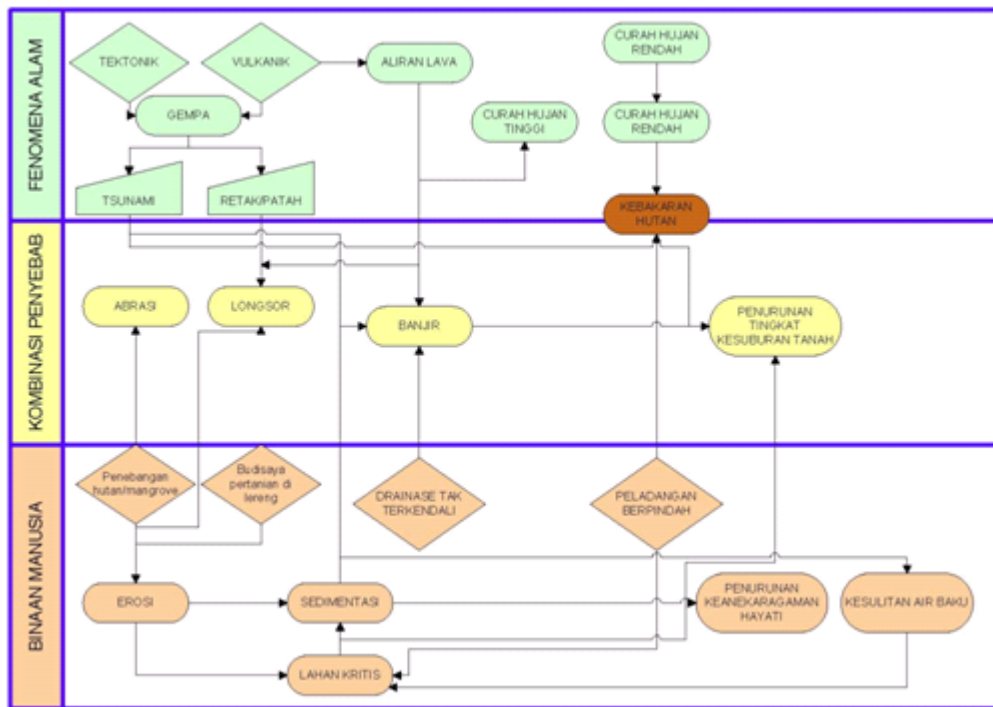 FENOMENA ALAM
TEKTONIK
VULKANIK
ALIRAN LAVA
CURAH HUJAN
RENDAH
GEMPA
CURAH HUJAN
TINGGI
CURAH HUJAN
RENDAH
TSUNAMI
RETAK/PATAH
KEBAKARAN
HUTAN
KOMBINASI PENYEBAB
ABRASI
LONGSOR
BANJIR
PENURUNAN
TINGKAT
KESUBURAN TANAH
BINAAN MANUSIA
Penebangan
hutan/mangrove
Budisaya
pertanian di
lereng
DRAINASE TAK
TERKENDALI
PELADANGAN
BERPINDAH
EROSI
SEDIMENTASI
PENURUNAN
KEANEKARAGAMAN
HAYATI
KESULITAN AIR BAKU
LAHAN KRITIS